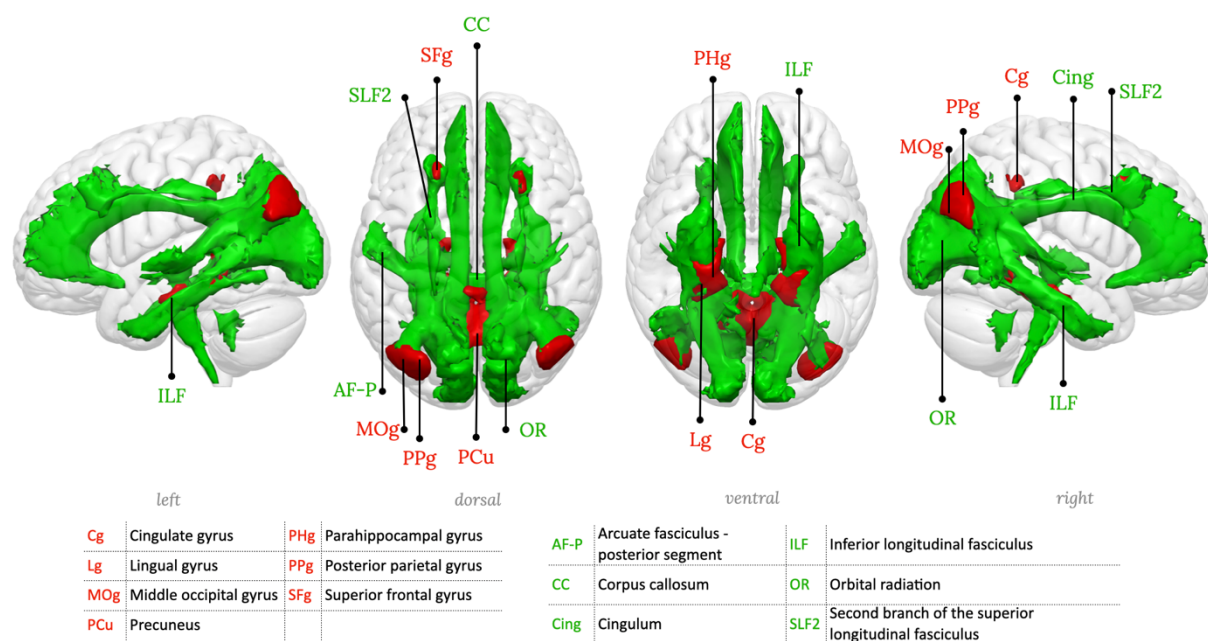 CC
SFg
SLF2
PHg
ILF
Cg
Cing
SLF2
PPg
MOg
ILF
AF-P
MOg
PPg
PCu
OR
Lg
Cg
OR
ILF
left
dorsal
ventral
right
Cg Cingulate gyrus PHg Parahippocampal gyrus
Lg Lingual gyrus PPg Posterior parietal gyrus
MOg Middle occipital gyrus SFg Superior frontal gyrus
PCu Precuneus
AF-P Arcuate fasciculus -
posterior segment
ILF Inferior longitudinal fasciculus
CC Corpus callosum OR Orbital radiation
Cing Cingulum SLF2 Second branch of the superior
longitudinal fasciculus